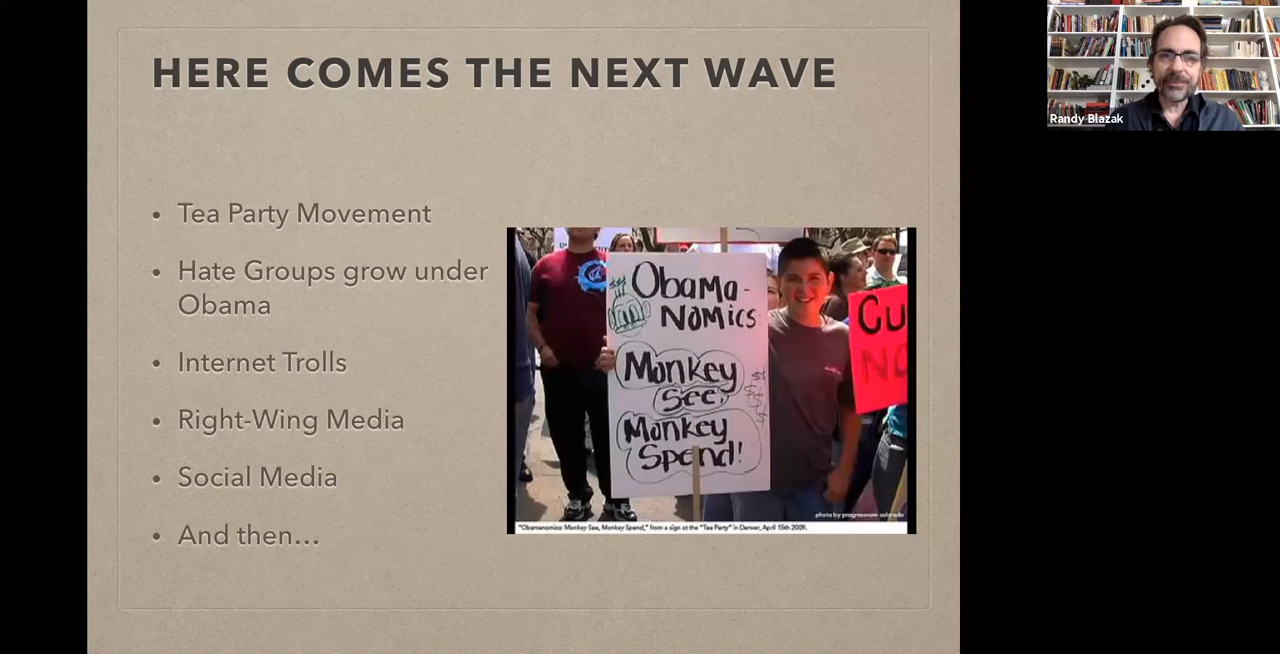 HERE COMES THE NEXT WAVE
Randy Blazak
• Tea Party Movement
• Hate Groups grow under
Obama
• Internet Trolls
• Right-Wing Media
• Social Media
• And then…
Obama-
NOMics
Monkey
See,
Monkey
Spend!
$$
CU
NO
photo by progressnow colorado
"Obamanomics: Monkey See, Monkey Spend," from a sign at the "Tea Party" in Denver, April 15th 2009.